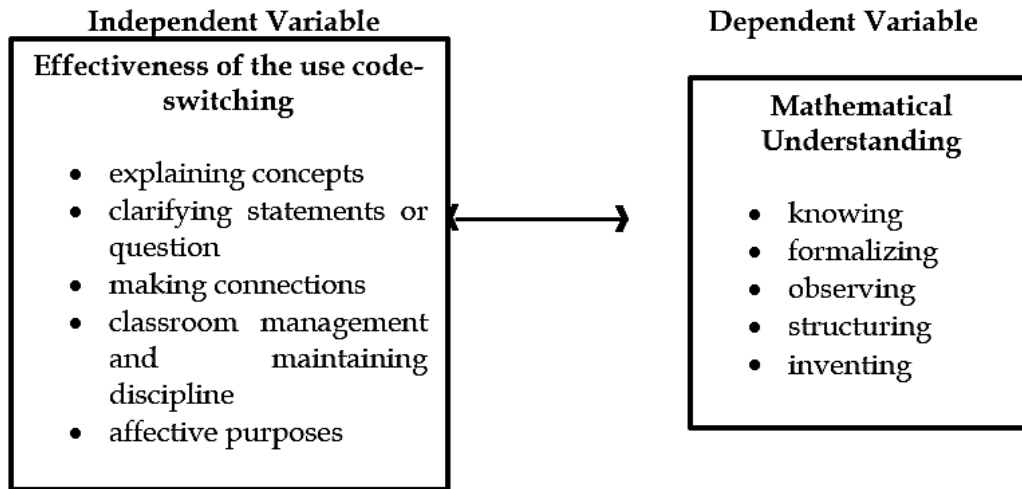 Independent Variable
Effectiveness of the use code-
switching
• explaining concepts
• clarifying statements or
question
• making connections
• classroom management
and maintaining
discipline
• affective purposes
Dependent Variable
Mathematical
Understanding
• knowing
• formalizing
• observing
• structuring
• inventing